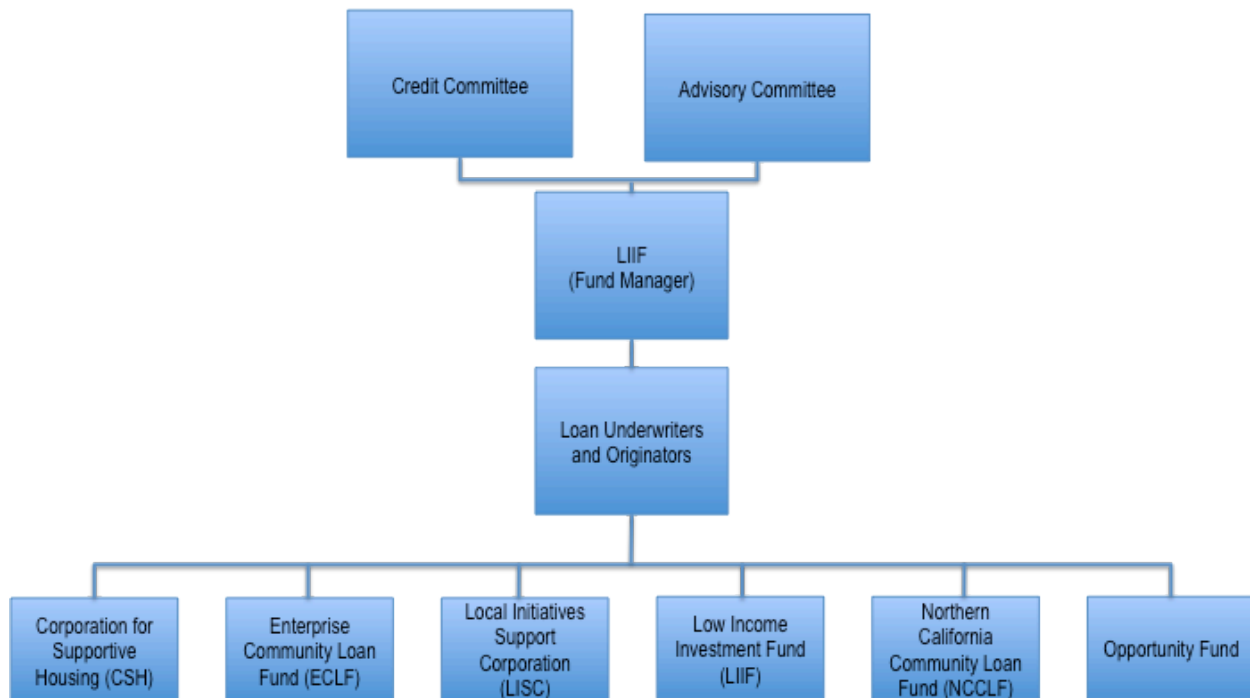 Credit Committee
Advisory Committee
LIIF
(Fund Manager)
Loan Underwriters
and Originators
Corporation for
Supportive
Housing (CSH)
Enterprise
Community Loan
Fund (ECLF)
Local Initiatives
Support
Corporation
(LISC)
Low Income
Investment Fund
(LIIF)
Northern
California
Community Loan
Fund (NCCLF)
Opportunity Fund